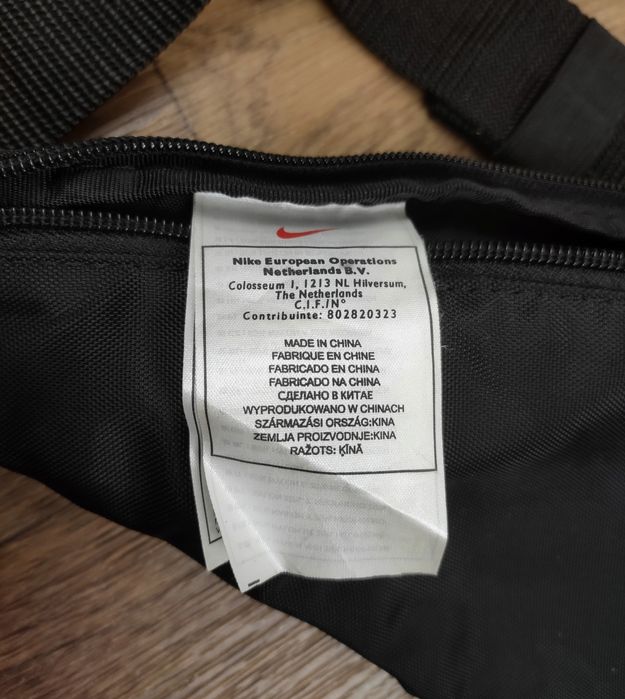 Nike European Operations
Netherlands B.V.
Colosseum 1, 1213 NL Hilversum,
The Netherlands
C.I.F./N°
Contribuinte: 802820323
MADE IN CHINA
FABRIQUE EN CHINE
FABRICADO EN CHINA
FABRICADO NA CHINA
СДЕЛАНО В КИТАЕ
WYPRODUKOWANO W CHINACH
SZÁRMAZÁSI ORSZÁG:KINA
ZEMLJA PROIZVODNJE:KINA
RAŽOTS: ĶĪNĀ